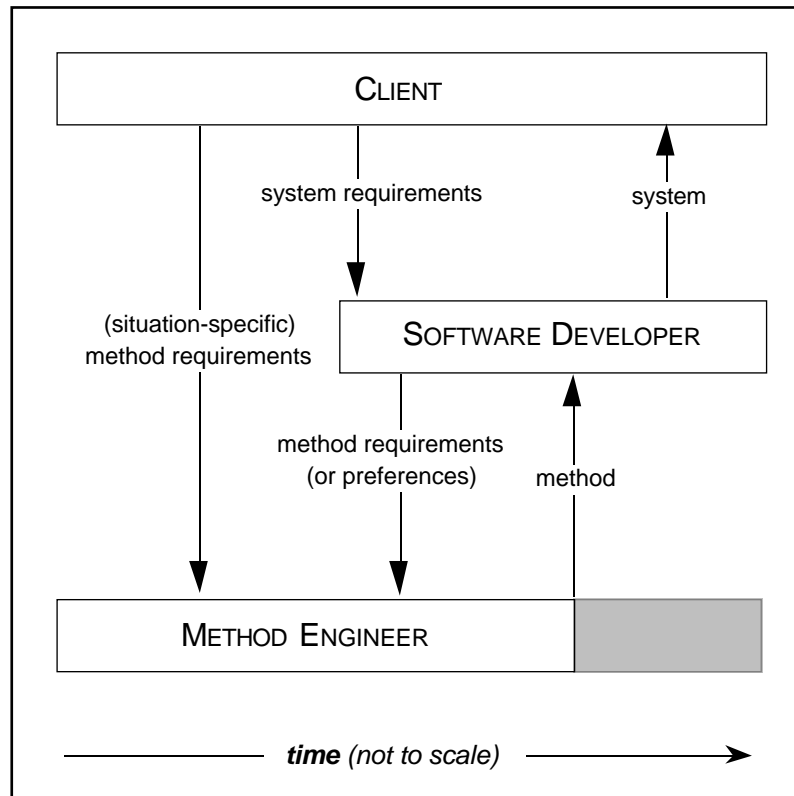 CLIENT
system requirements
system
(situation-specific)
method requirements
SOFTWARE DEVELOPER
method requirements
(or preferences)
method
METHOD ENGINEER
time (not to scale)